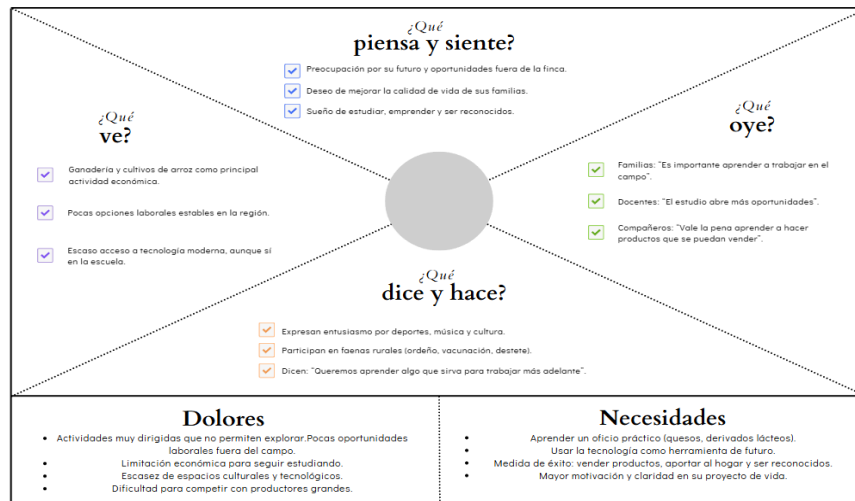 ¿Qué
piensa y siente?
Preocupación por su futuro y oportunidades fuera de la finca.
Deseo de mejorar la calidad de vida de sus familias.
Sueño de estudiar, emprender y ser reconocidos.
¿Qué
ve?
Ganadería y cultivos de arroz como principal
actividad económica.
Pocas opciones laborales estables en la región.
Escaso acceso a tecnología moderna, aunque sí
en la escuela.
¿Qué
oye?
Familias: "Es importante aprender a trabajar en el
campo".
Docentes: "El estudio abre más oportunidades".
Compañeros: "Vale la pena aprender a hacer
productos que se puedan vender".
¿Qué
dice y hace?
Expresan entusiasmo por deportes, música y cultura.
Participan en faenas rurales (ordeño, vacunación, destete).
Dicen: "Queremos aprender algo que sirva para trabajar más adelante".
Dolores
Actividades muy dirigidas que no permiten explorar.Pocas oportunidades
laborales fuera del campo.
Limitación económica para seguir estudiando.
Escasez de espacios culturales y tecnológicos.
Dificultad para competir con productores grandes.
Necesidades
Aprender un oficio práctico (quesos, derivados lácteos).
Usar la tecnología como herramienta de futuro.
Medida de éxito: vender productos, aportar al hogar y ser reconocidos.
Mayor motivación y claridad en su proyecto de vida.